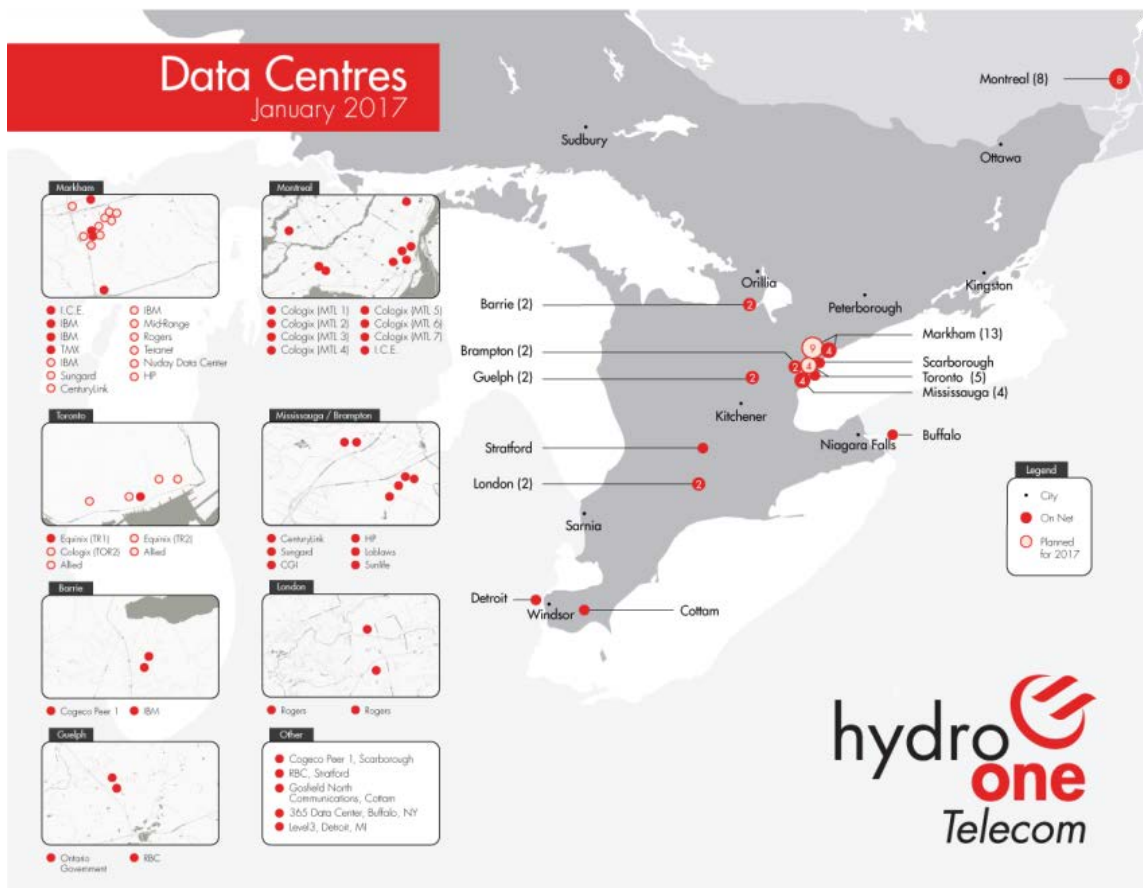 Data Centres
January 2017
Markham
I.C.E.
IBM
IBM
TMX
IBM
Sungard
CenturyLink
IBM
Mid-Range
Rogers
Teranet
Nuday Data Center
HP
Montreal
Cologix (MTL 1)
Cologix (MTL 2)
Cologix (MTL 3)
Cologix (MTL 4)
Cologix (MTL 5)
Cologix (MTL 6)
Cologix (MTL 7)
I.C.E.
Toronto
Equinix (TR1)
Cologix (TOR2)
Allied
Equinix (TR2)
Allied
Mississauga / Brampton
CenturyLink
Sungard
CGI
HP
Loblaws
Sunlife
Barrie
Cogeco Peer 1
IBM
London
Rogers
Rogers
Guelph
Ontario
Government
RBC
Other
Cogeco Peer 1, Scarborough
RBC, Stratford
Gosfield North
Communications, Cottam
365 Data Center, Buffalo, NY
Level3, Detroit, MI
Montreal (8)
8
Sudbury
Ottawa
Orillia
Kingston
Barrie (2)
2
Peterborough
Markham (13)
9
4
Brampton (2)
2
4
Scarborough
Toronto (5)
Guelph (2)
2
4
Mississauga (4)
Kitchener
Niagara Falls
Buffalo
Stratford
London (2)
2
Sarnia
Detroit
Windsor
Cottam
Legend
City
On Net
Planned
for 2017
hydro
one
Telecom